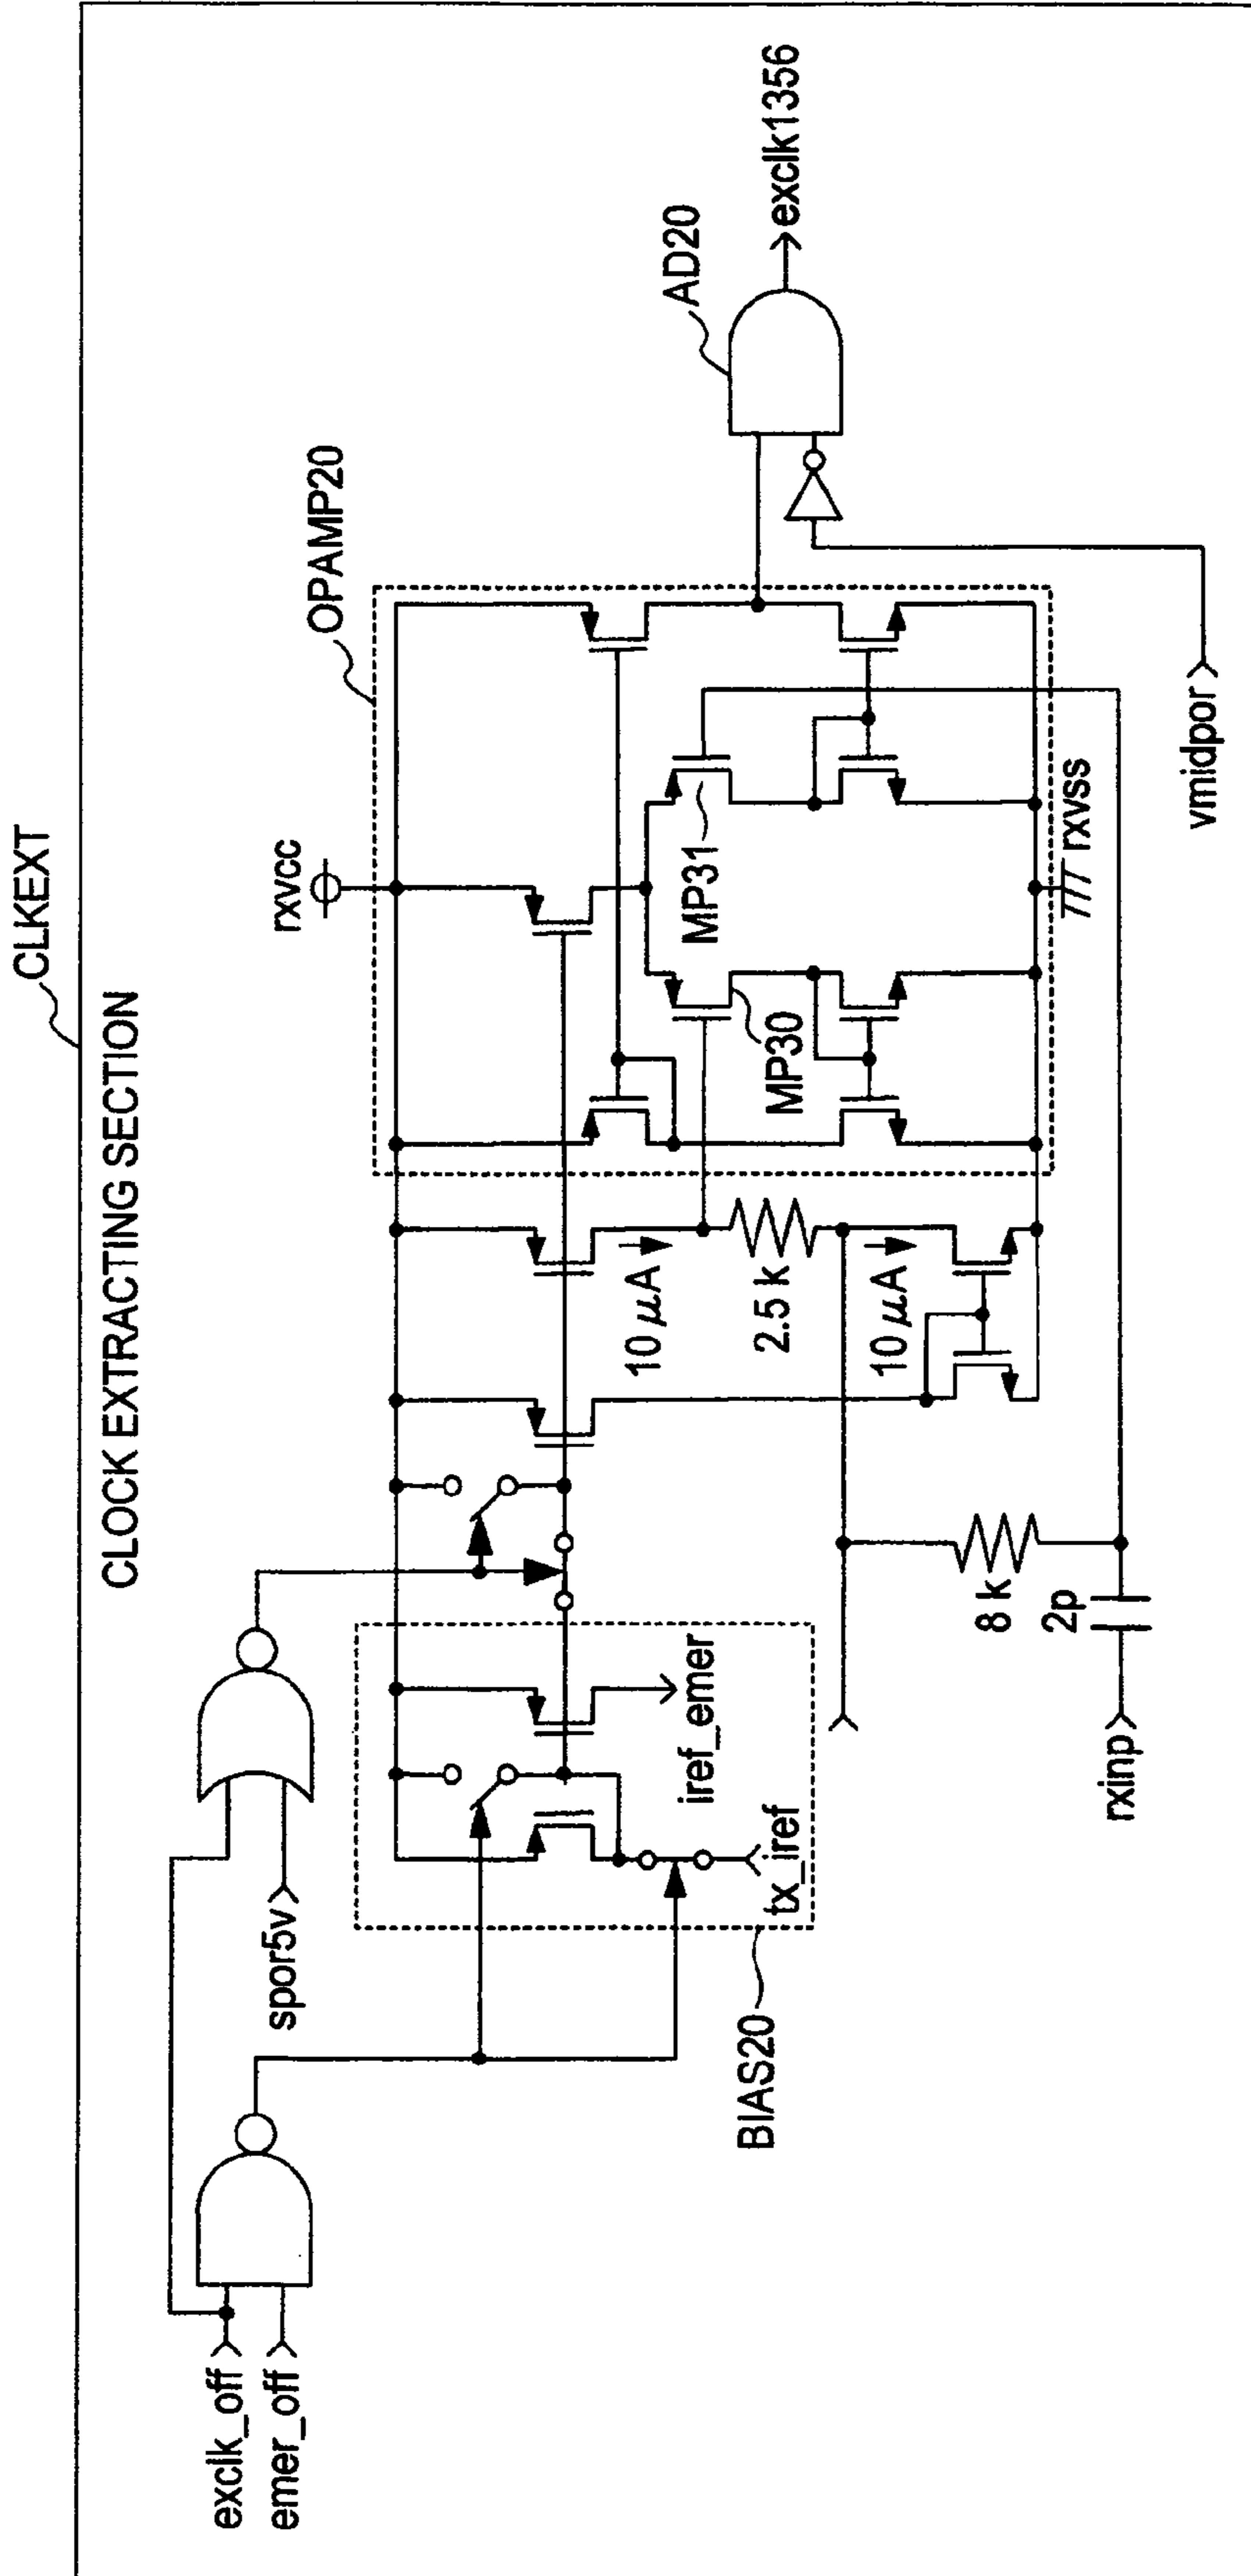 CLKEXT
CLOCK EXTRACTING SECTION
exclk_off
emer_off
spor5v
BIAS20
tx_iref
iref_emer
rxinp
2p
8 k
10 μA
2.5 k
10 μA
rxvcc
OPAMP20
MP30
MP31
rxvss
vmidpor
AD20
exclk1356